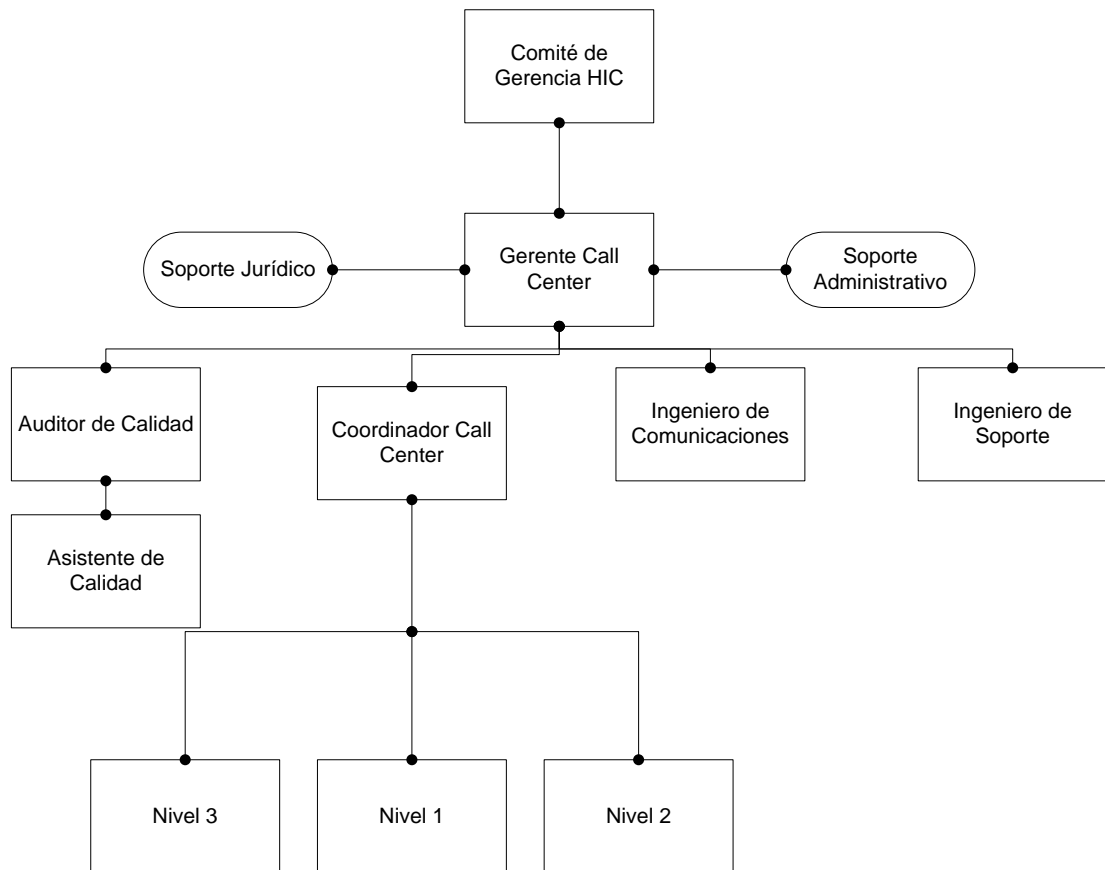 Comité de
Gerencia HIC
Soporte Jurídico
Gerente Call
Center
Soporte
Administrativo
Auditor de Calidad
Coordinador Call
Center
Ingeniero de
Comunicaciones
Ingeniero de
Soporte
Asistente de
Calidad
Nivel 3
Nivel 1
Nivel 2